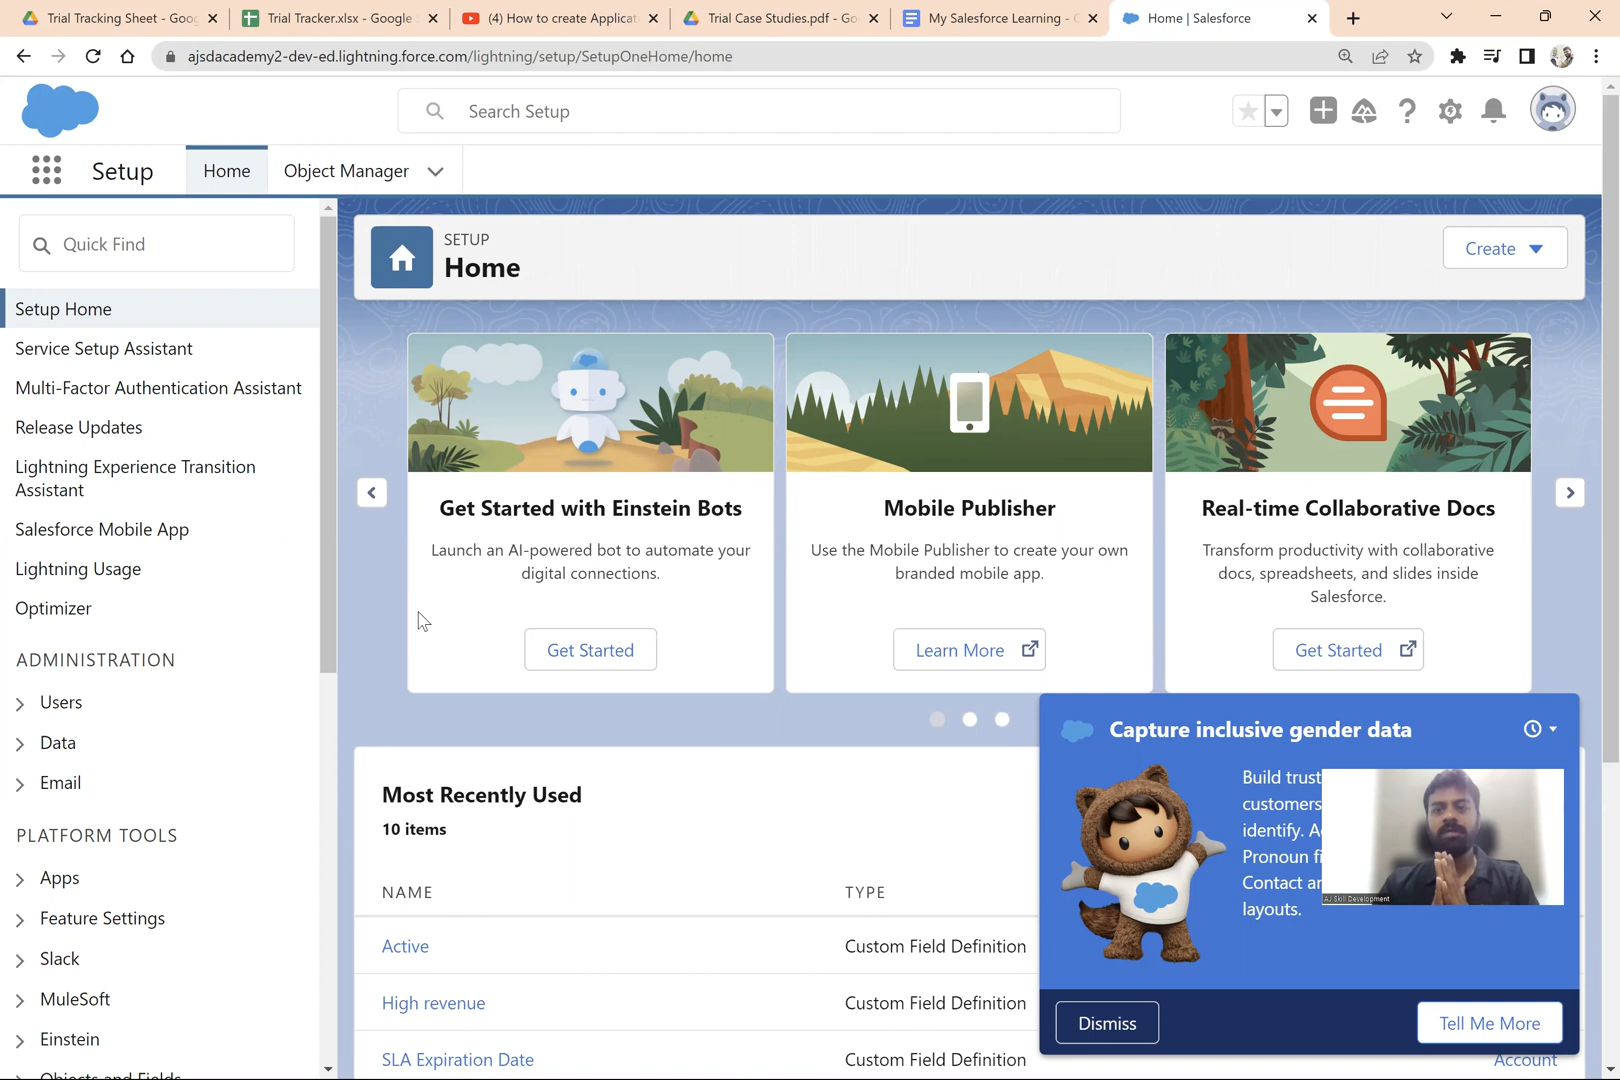 Trial Tracking Sheet - Goog
Trial Tracker.xlsx - Google
(4) How to create Applicat
Trial Case Studies.pdf - Go
My Salesforce Learning - G
Home | Salesforce
ajsdacademy2-dev-ed.lightning.force.com/lightning/setup/SetupOneHome/home
Search Setup
Setup
Home
Object Manager
Quick Find
Setup Home
Service Setup Assistant
Multi-Factor Authentication Assistant
Release Updates
Lightning Experience Transition
Assistant
Salesforce Mobile App
Lightning Usage
Optimizer
ADMINISTRATION
Users
Data
Email
PLATFORM TOOLS
Apps
Feature Settings
Slack
MuleSoft
Einstein
Objects and Fields
SETUP
Home
Create
Get Started with Einstein Bots
Launch an AI-powered bot to automate your
digital connections.
Get Started
Mobile Publisher
Use the Mobile Publisher to create your own
branded mobile app.
Learn More
Real-time Collaborative Docs
Transform productivity with collaborative
docs, spreadsheets, and slides inside
Salesforce.
Get Started
Most Recently Used
10 items
NAME
TYPE
Active
Custom Field Definition
High revenue
Custom Field Definition
SLA Expiration Date
Custom Field Definition
Account
Capture inclusive gender data
Build trust
customers
identify.
Pronoun
Contact
layouts.
AJ Skill Development
Dismiss
Tell Me More